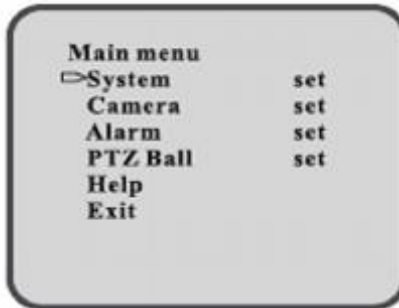 Main menu
System set
Camera set
Alarm set
PTZ Ball set
Help
Exit